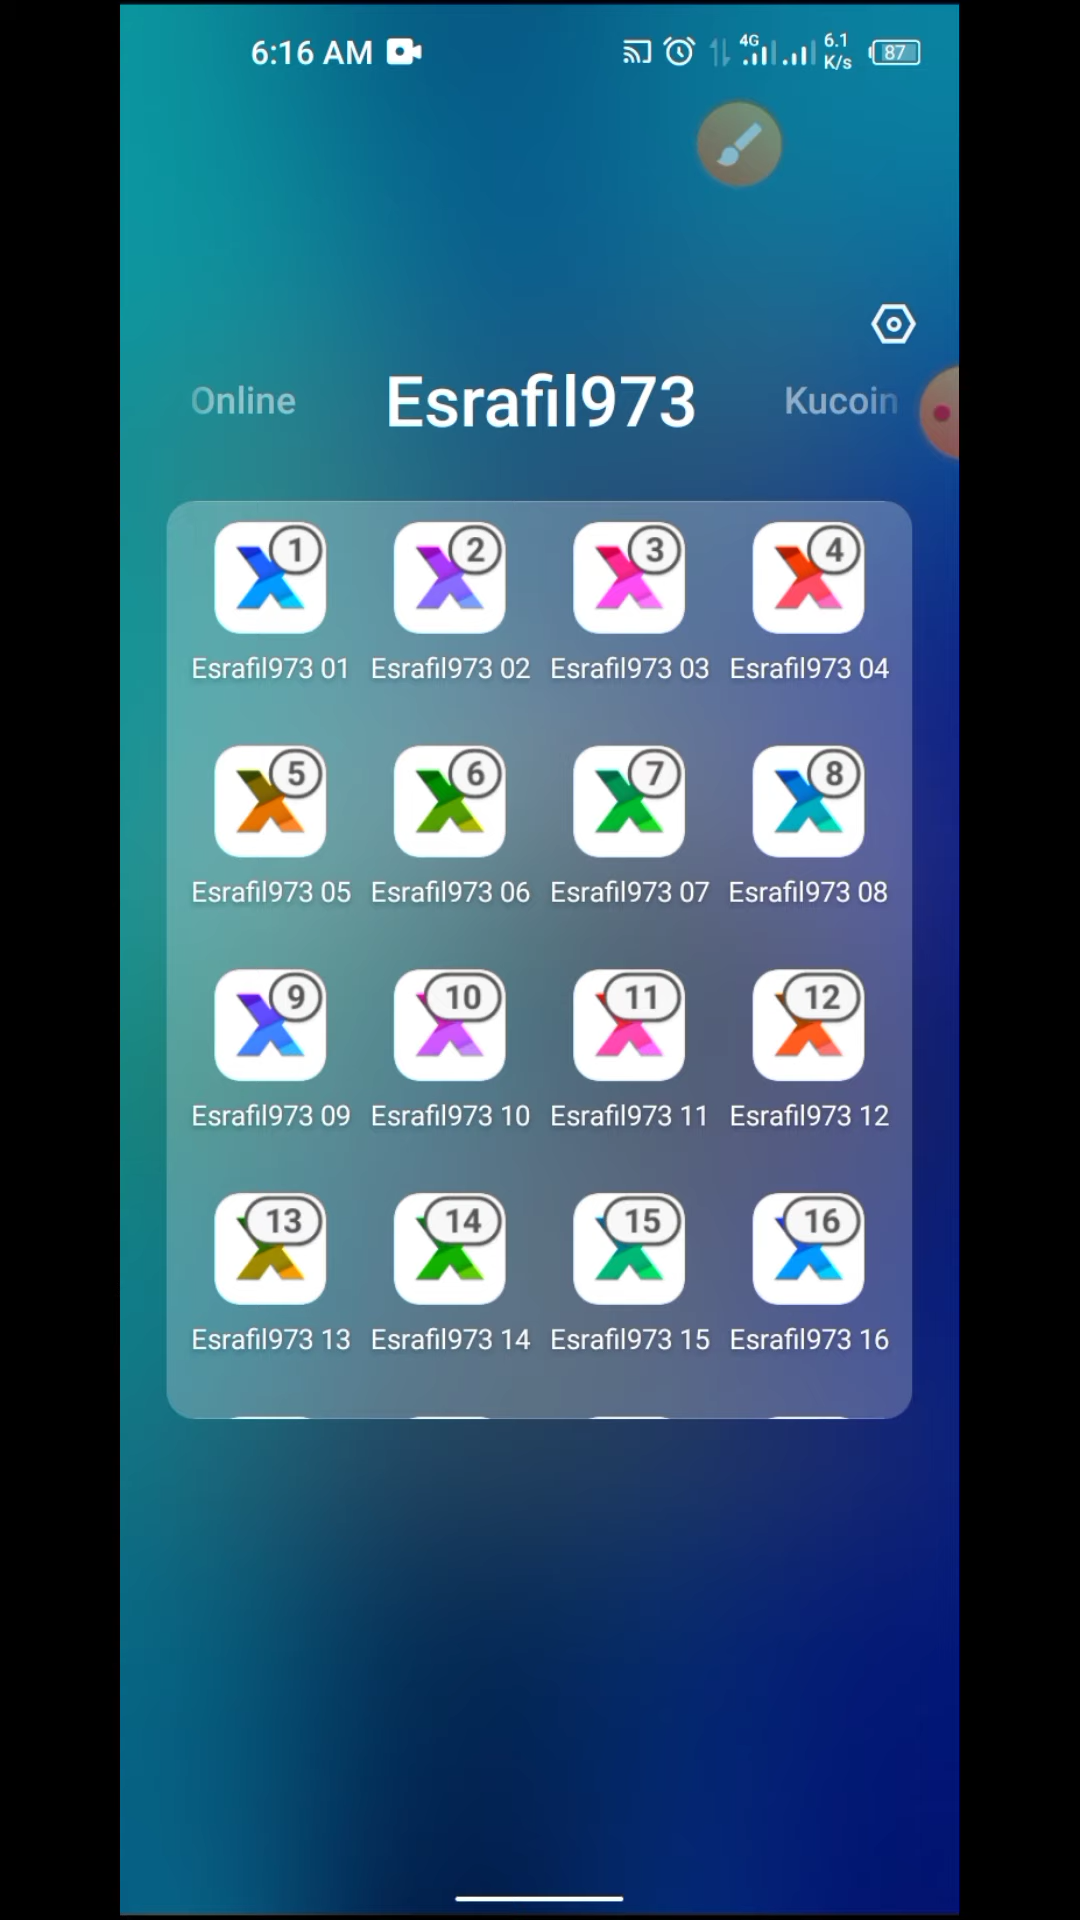 6:16 AM 4G 6.1 K/s 87
Online Esrafil973 Kucoin
1 2 3 4
Esrafil973 01 Esrafil973 02 Esrafil973 03 Esrafil973 04
5 6 7 8
Esrafil973 05 Esrafil973 06 Esrafil973 07 Esrafil973 08
9 10 11 12
Esrafil973 09 Esrafil973 10 Esrafil973 11 Esrafil973 12
13 14 15 16
Esrafil973 13 Esrafil973 14 Esrafil973 15 Esrafil973 16